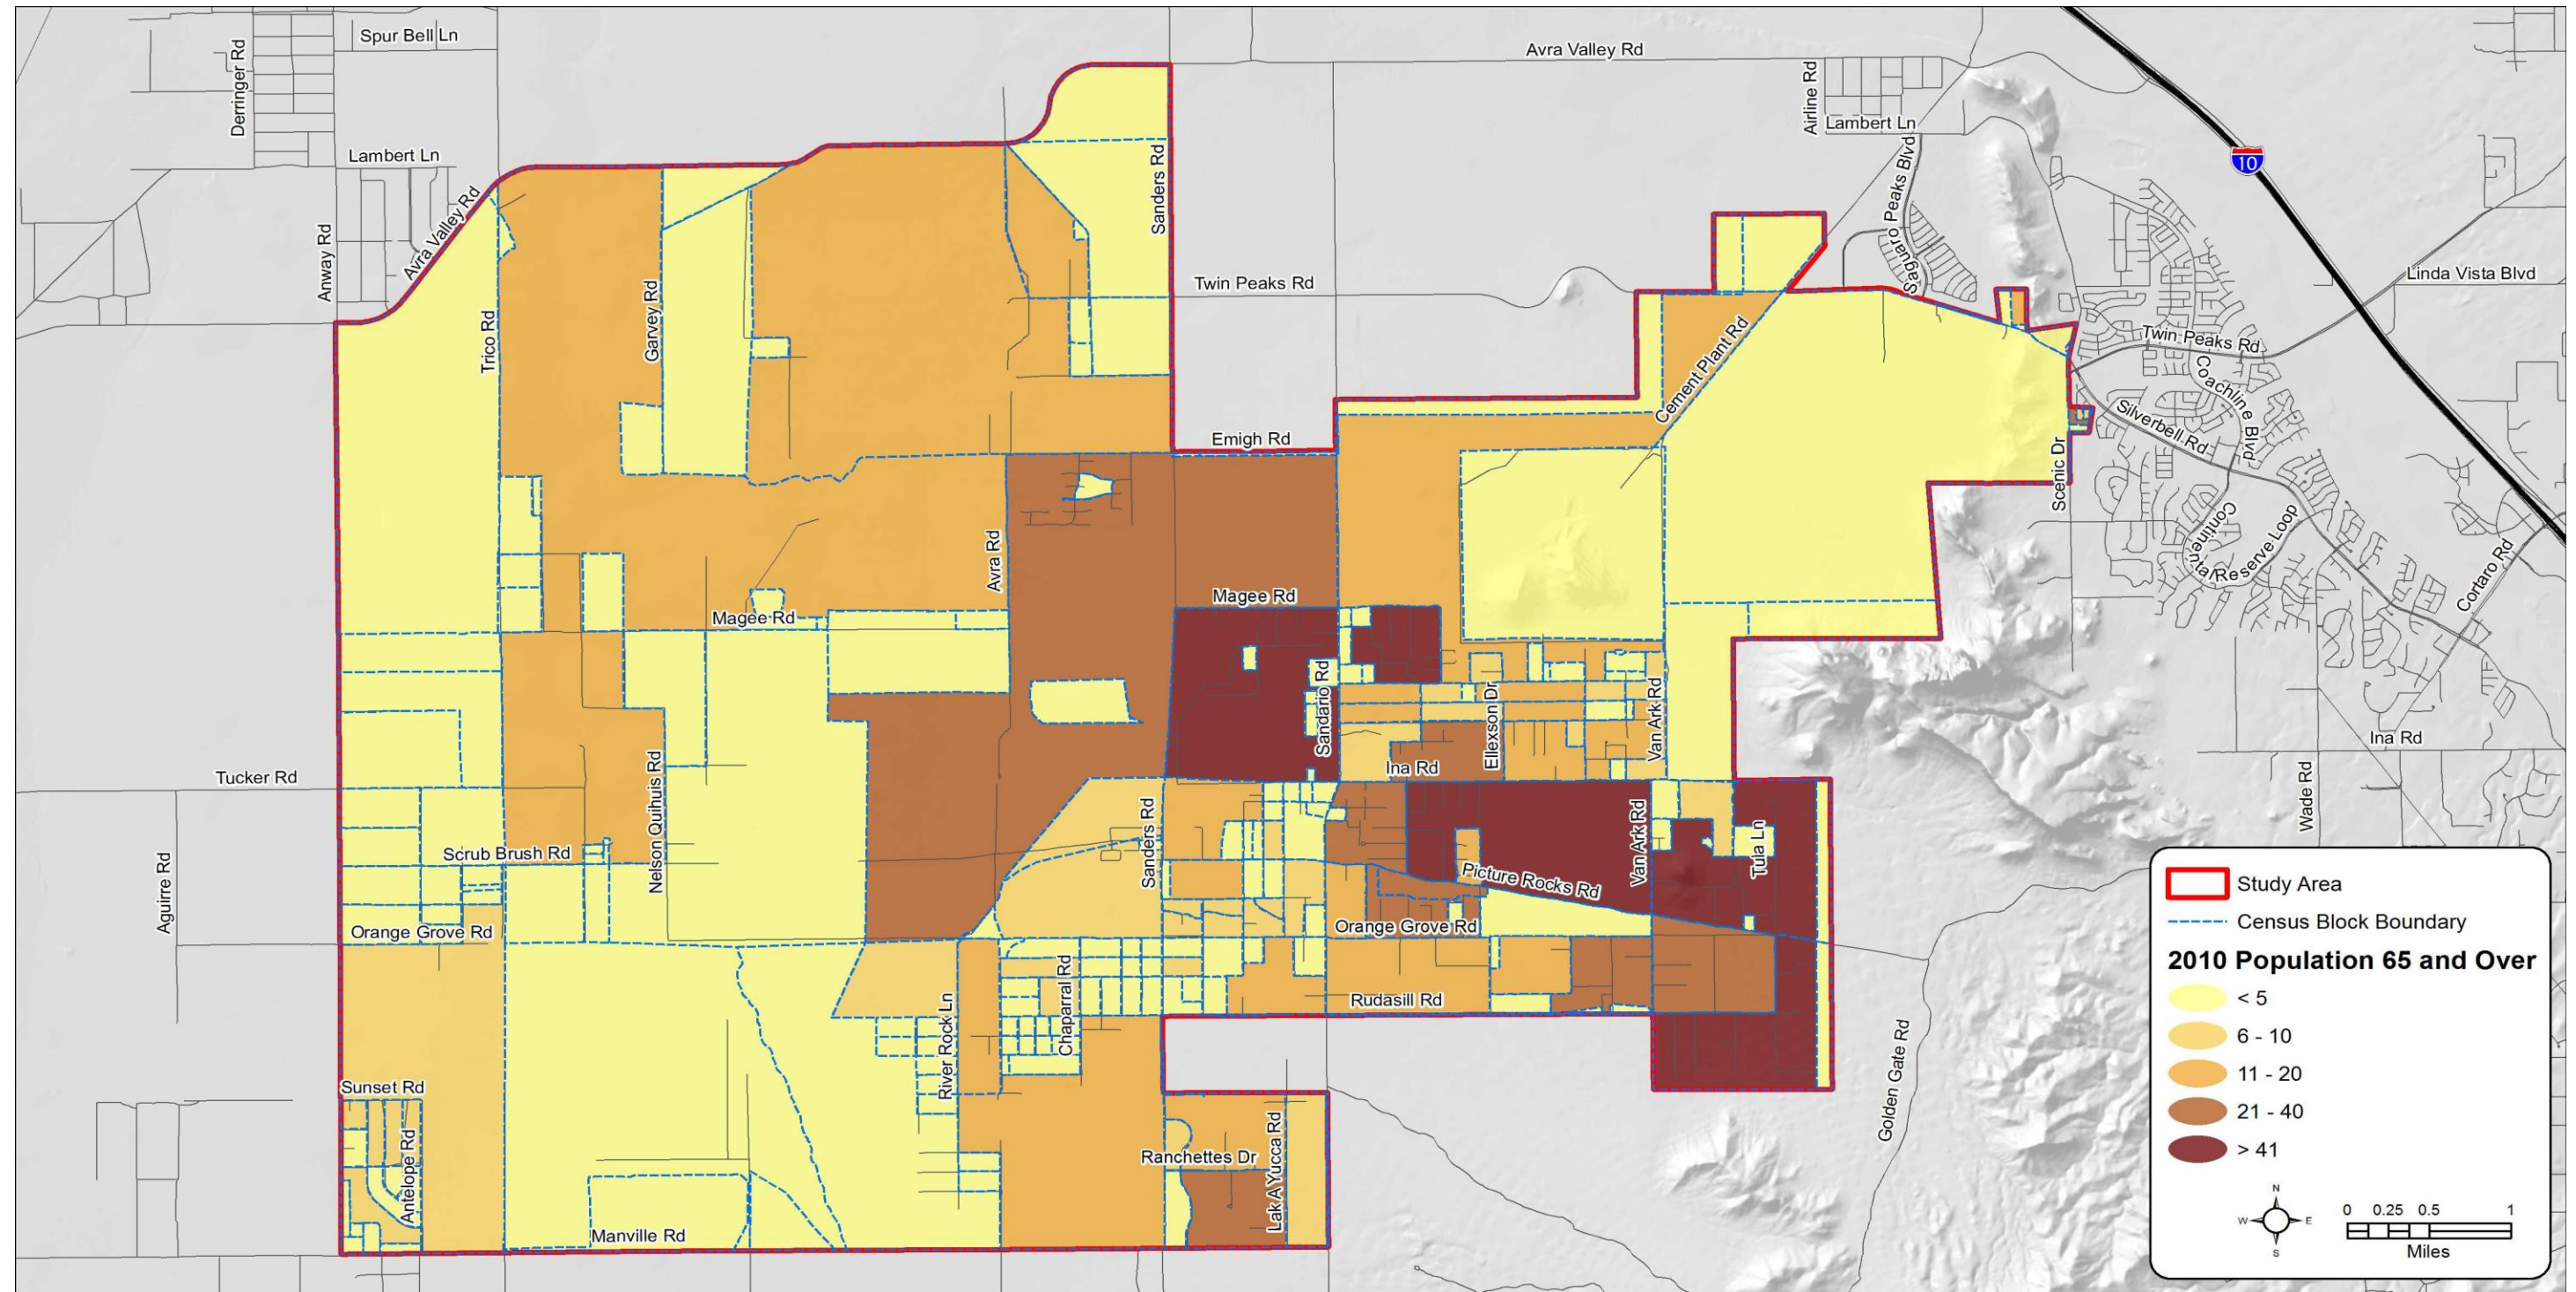 Spur Bell Ln
Avra Valley Rd
Derringer Rd
Airline Rd
Lambert Ln
Lambert Ln
10
Avra Valley Rd
Anway Rd
Sanders Rd
Saguaro Peaks Blvd
Twin Peaks Rd
Linda Vista Blvd
Trico Rd
Garvey Rd
Cement Plant Rd
Twin Peaks Rd
Coachline Blvd
Silverbell Rd
Emigh Rd
Scenic Dr
Continental Reserve Loop
Cortaro Rd
Avra Rd
Magee Rd
Magee Rd
Sandario Rd
Ellexson Dr
Van Ark Rd
Ina Rd
Ina Rd
Tucker Rd
Nelson Quihuis Rd
Sanders Rd
Van Ark Rd
Tula Ln
Wade Rd
Scrub Brush Rd
Aguirre Rd
Picture Rocks Rd
Orange Grove Rd
Orange Grove Rd
Chaparral Rd
River Rock Ln
Rudasill Rd
Golden Gate Rd
Sunset Rd
Antelope Rd
Ranchettes Dr
Lak A Yucca Rd
Manville Rd
Study Area
Census Block Boundary
2010 Population 65 and Over
< 5
6 - 10
11 - 20
21 - 40
> 41
N
W E
S
0 0.25 0.5 1
Miles